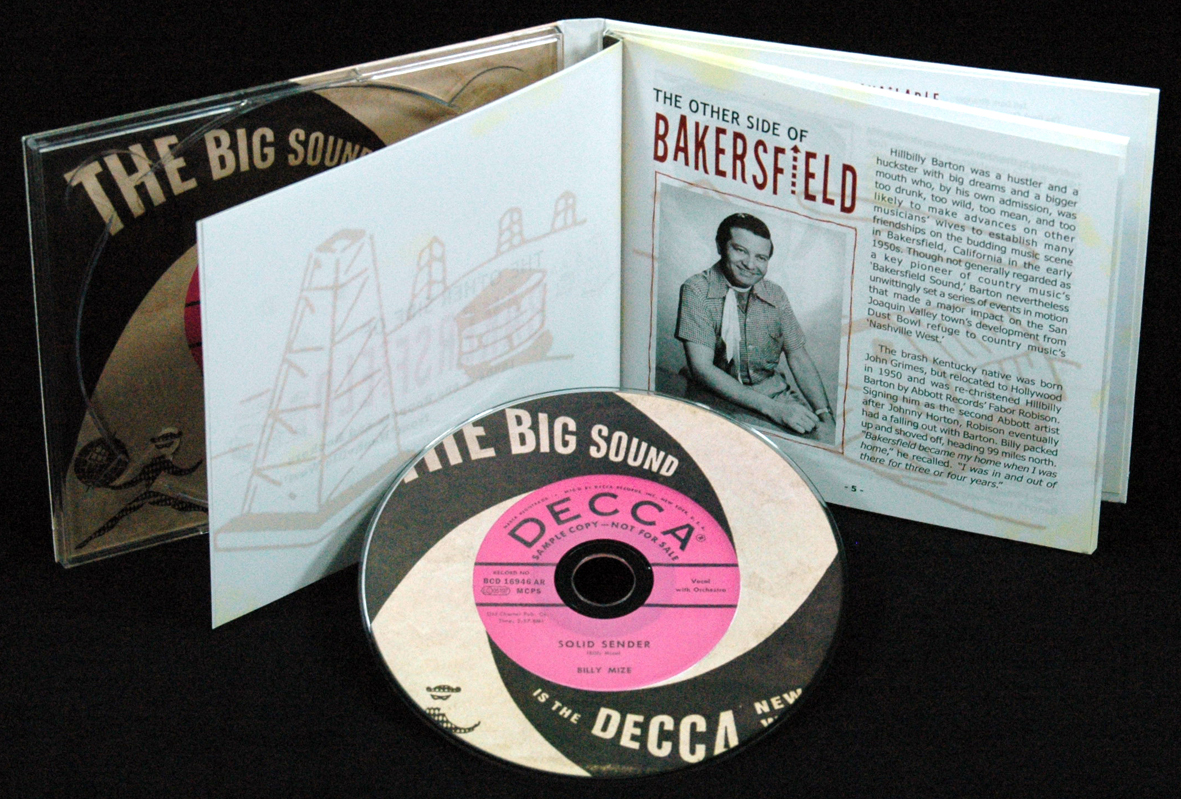 THE BIG SOUND
THE OTHER SIDE OF
BAKERSFIELD
Hillbilly Barton was a hustler and a
huckster with big dreams and a bigger
mouth who, by his own admission, was
too drunk, too wild, too mean, and too
likely to make advances on other
musicians' wives to establish many
friendships on the budding music scene
in Bakersfield, California in the early
1950s. Though not generally regarded as
a key pioneer of country music's
'Bakersfield Sound,' Barton nevertheless
unwittingly set a series of events in motion
that made a major impact on the San
Joaquin Valley town's development from
Dust Bowl refuge to country music's
'Nashville West.'
The brash Kentucky native was born
John Grimes, but relocated to Hollywood
in 1950 and was re-christened Hillbilly
Barton by Abbott Records' Fabor Robison.
Signing him as the second Abbott artist
after Johnny Horton, Robison eventually
had a falling out with Barton. Billy packed
up and shoved off, heading 99 miles north.
"Bakersfield became my home when I was
home," he recalled. "I was in and out of
there for three or four years."
- 5 -
THE BIG SOUND
DECCA
SAMPLE COPY—NOT FOR SALE
BCD 16946 AR
MCPS
Vocal
with Orchestra
SOLID SENDER
BILLY MIZE
IS THE DECCA NEW